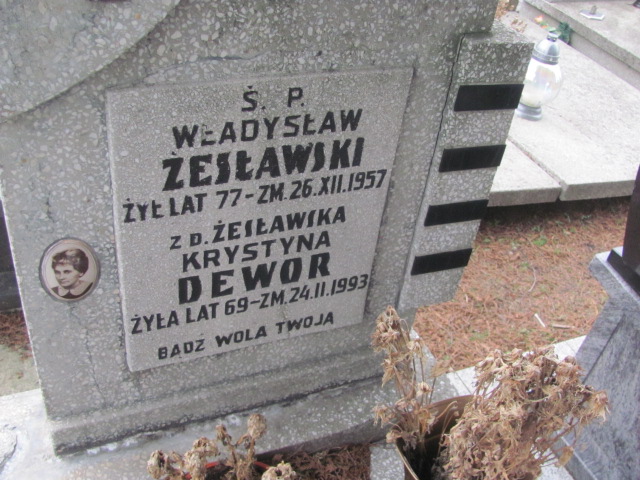 Ś. P.
WŁADYSŁAW
ŻESŁAWSKI
ŻYŁ LAT 77-ZM.26.XII.1957
Z D. ŻESŁAWSKA
KRYSTYNA
DEWOR
ŻYŁA LAT 69-ZM.24.11.1993
BĄDŹ WOLA TWOJA